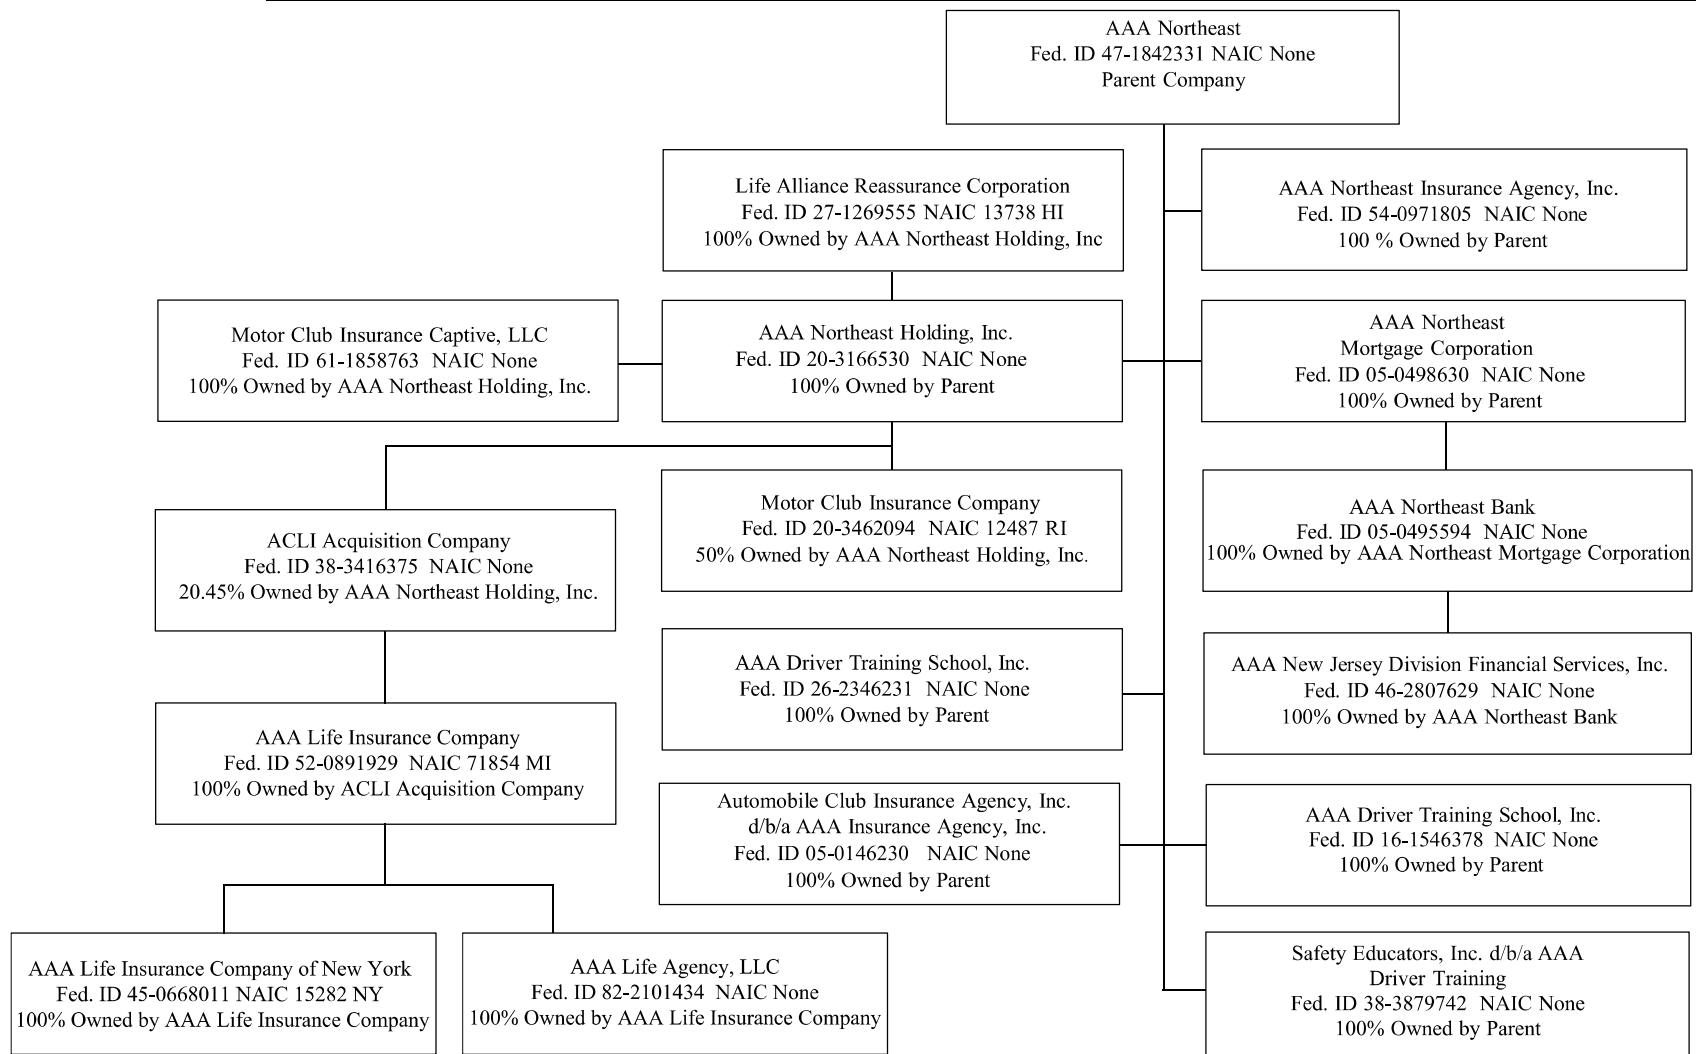 AAA Northeast
Fed. ID 47-1842331 NAIC None
Parent Company
Life Alliance Reassurance Corporation
Fed. ID 27-1269555 NAIC 13738 HI
100% Owned by AAA Northeast Holding, Inc
AAA Northeast Insurance Agency, Inc.
Fed. ID 54-0971805 NAIC None
100 % Owned by Parent
Motor Club Insurance Captive, LLC
Fed. ID 61-1858763 NAIC None
100% Owned by AAA Northeast Holding, Inc.
AAA Northeast Holding, Inc.
Fed. ID 20-3166530 NAIC None
100% Owned by Parent
AAA Northeast
Mortgage Corporation
Fed. ID 05-0498630 NAIC None
100% Owned by Parent
ACLI Acquisition Company
Fed. ID 38-3416375 NAIC None
20.45% Owned by AAA Northeast Holding, Inc.
Motor Club Insurance Company
Fed. ID 20-3462094 NAIC 12487 RI
50% Owned by AAA Northeast Holding, Inc.
AAA Northeast Bank
Fed. ID 05-0495594 NAIC None
100% Owned by AAA Northeast Mortgage Corporation
AAA Driver Training School, Inc.
Fed. ID 26-2346231 NAIC None
100% Owned by Parent
AAA New Jersey Division Financial Services, Inc.
Fed. ID 46-2807629 NAIC None
100% Owned by AAA Northeast Bank
AAA Life Insurance Company
Fed. ID 52-0891929 NAIC 71854 MI
100% Owned by ACLI Acquisition Company
Automobile Club Insurance Agency, Inc.
d/b/a AAA Insurance Agency, Inc.
Fed. ID 05-0146230 NAIC None
100% Owned by Parent
AAA Driver Training School, Inc.
Fed. ID 16-1546378 NAIC None
100% Owned by Parent
AAA Life Insurance Company of New York
Fed. ID 45-0668011 NAIC 15282 NY
100% Owned by AAA Life Insurance Company
AAA Life Agency, LLC
Fed. ID 82-2101434 NAIC None
100% Owned by AAA Life Insurance Company
Safety Educators, Inc. d/b/a AAA
Driver Training
Fed. ID 38-3879742 NAIC None
100% Owned by Parent